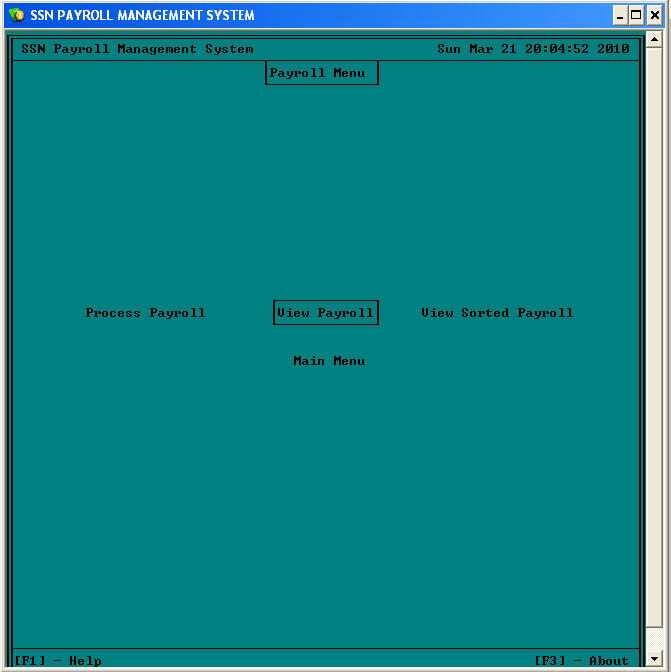 SSN PAYROLL MANAGEMENT SYSTEM
SSN Payroll Management System Sun Mar 21 20:04:52 2010
Payroll Menu
Process Payroll View Payroll View Sorted Payroll
Main Menu
[F1] - Help [F3] - About